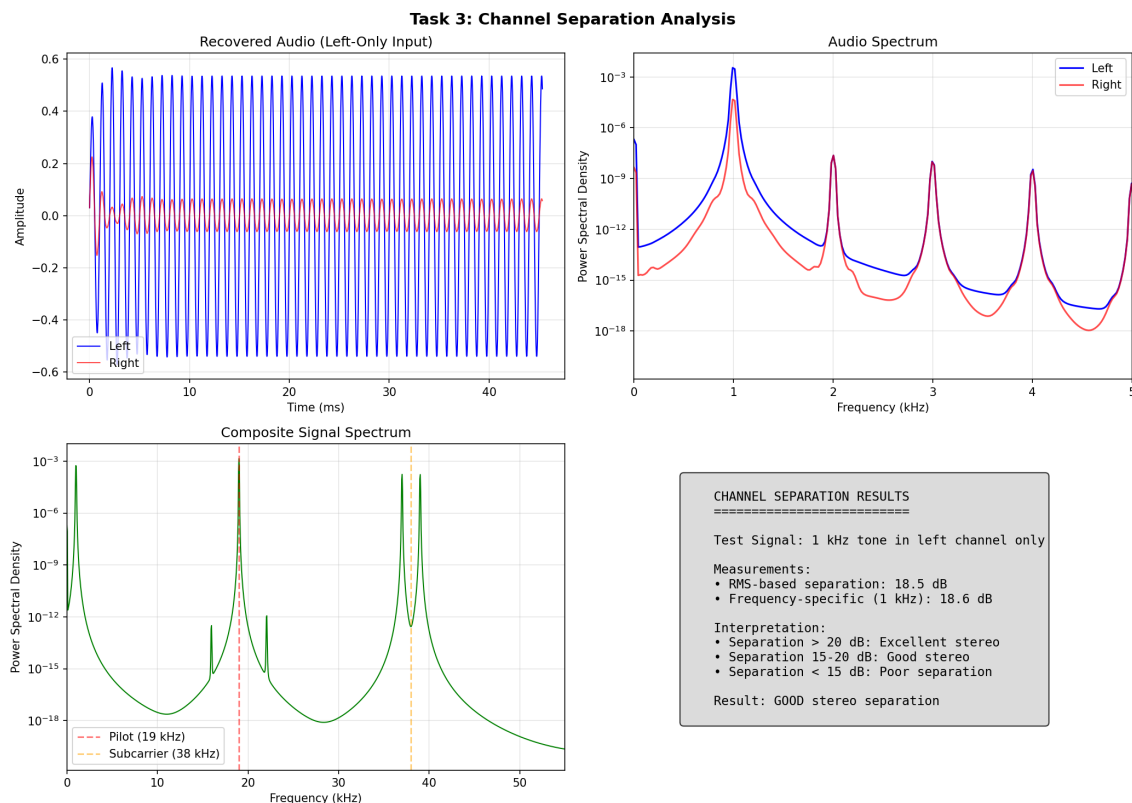 Task 3: Channel Separation Analysis
Recovered Audio (Left-Only Input)
Amplitude
0.6
0.4
0.2
0.0
−0.2
−0.4
−0.6
Left
Right
0
10
20
30
40
Time (ms)
Audio Spectrum
Power Spectral Density
10⁻³
10⁻⁶
10⁻⁹
10⁻¹²
10⁻¹⁵
10⁻¹⁸
Left
Right
0
1
2
3
4
5
Frequency (kHz)
Composite Signal Spectrum
Power Spectral Density
10⁻³
10⁻⁶
10⁻⁹
10⁻¹²
10⁻¹⁵
10⁻¹⁸
Pilot (19 kHz)
Subcarrier (38 kHz)
0
10
20
30
40
50
Frequency (kHz)
CHANNEL SEPARATION RESULTS
==========================
Test Signal: 1 kHz tone in left channel only
Measurements:
• RMS-based separation: 18.5 dB
• Frequency-specific (1 kHz): 18.6 dB
Interpretation:
• Separation > 20 dB: Excellent stereo
• Separation 15-20 dB: Good stereo
• Separation < 15 dB: Poor separation
Result: GOOD stereo separation